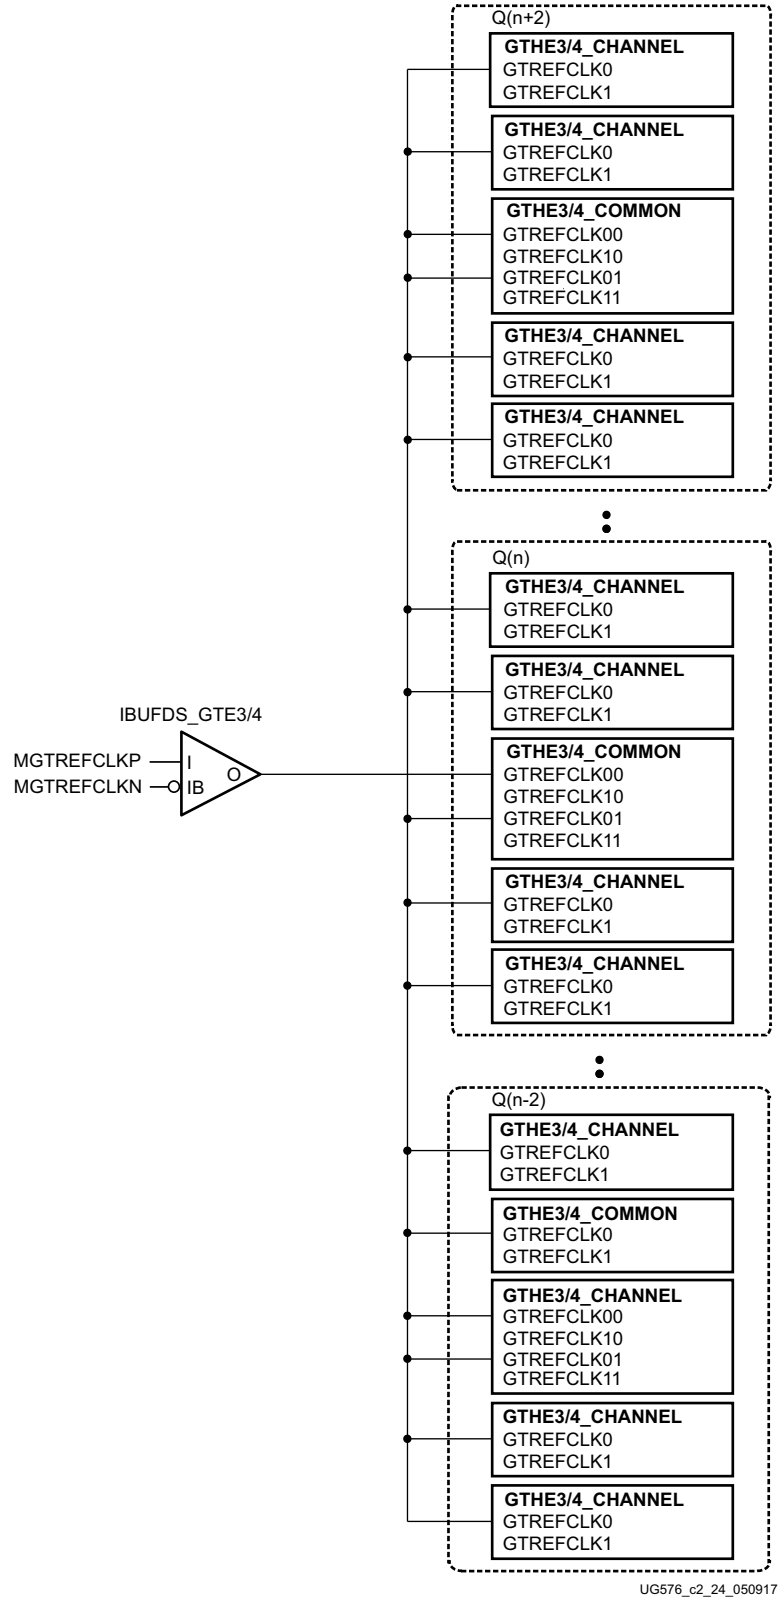 Q(n+2)
GTHE3/4_CHANNEL
GTREFCLK0
GTREFCLK1
GTHE3/4_CHANNEL
GTREFCLK0
GTREFCLK1
GTHE3/4_COMMON
GTREFCLK00
GTREFCLK10
GTREFCLK01
GTREFCLK11
GTHE3/4_CHANNEL
GTREFCLK0
GTREFCLK1
GTHE3/4_CHANNEL
GTREFCLK0
GTREFCLK1
Q(n)
GTHE3/4_CHANNEL
GTREFCLK0
GTREFCLK1
GTHE3/4_CHANNEL
GTREFCLK0
GTREFCLK1
IBUFDS_GTE3/4
MGTREFCLKP
I
O
MGTREFCLKN
IB
GTHE3/4_COMMON
GTREFCLK00
GTREFCLK10
GTREFCLK01
GTREFCLK11
GTHE3/4_CHANNEL
GTREFCLK0
GTREFCLK1
GTHE3/4_CHANNEL
GTREFCLK0
GTREFCLK1
Q(n-2)
GTHE3/4_CHANNEL
GTREFCLK0
GTREFCLK1
GTHE3/4_COMMON
GTREFCLK0
GTREFCLK1
GTHE3/4_CHANNEL
GTREFCLK00
GTREFCLK10
GTREFCLK01
GTREFCLK11
GTHE3/4_CHANNEL
GTREFCLK0
GTREFCLK1
GTHE3/4_CHANNEL
GTREFCLK0
GTREFCLK1
UG576_c2_24_050917